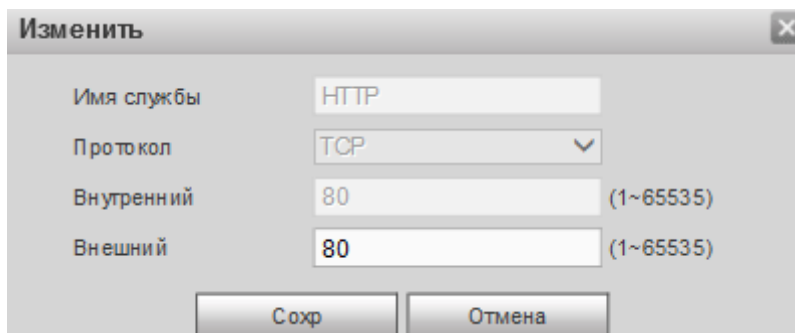 Изменить
Имя службы HTTP
Протокол TCP
Внутренний 80 (1~65535)
Внешний 80 (1~65535)
Сохр Отмена